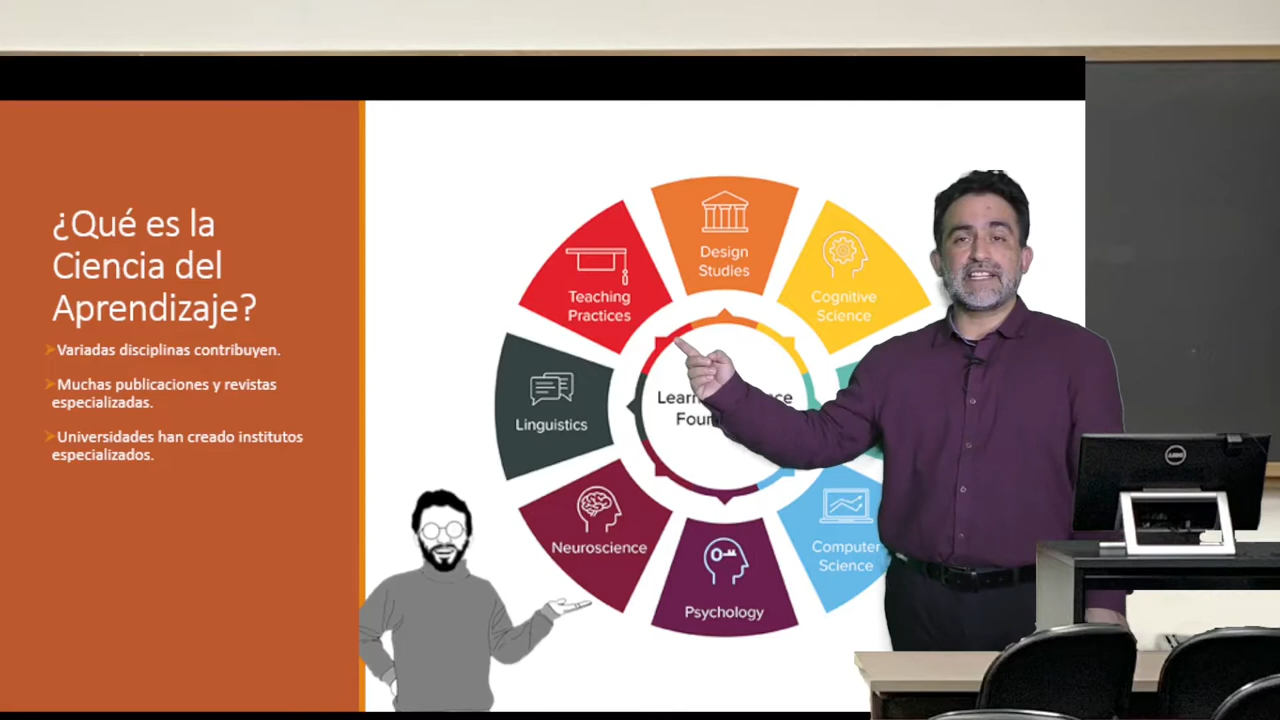 ¿Qué es la
Ciencia del
Aprendizaje?
Variadas disciplinas contribuyen.
Muchas publicaciones y revistas
especializadas.
Universidades han creado institutos
especializados.
Design
Studies
Cognitive
Science
Computer
Science
Psychology
Neuroscience
Linguistics
Teaching
Practices